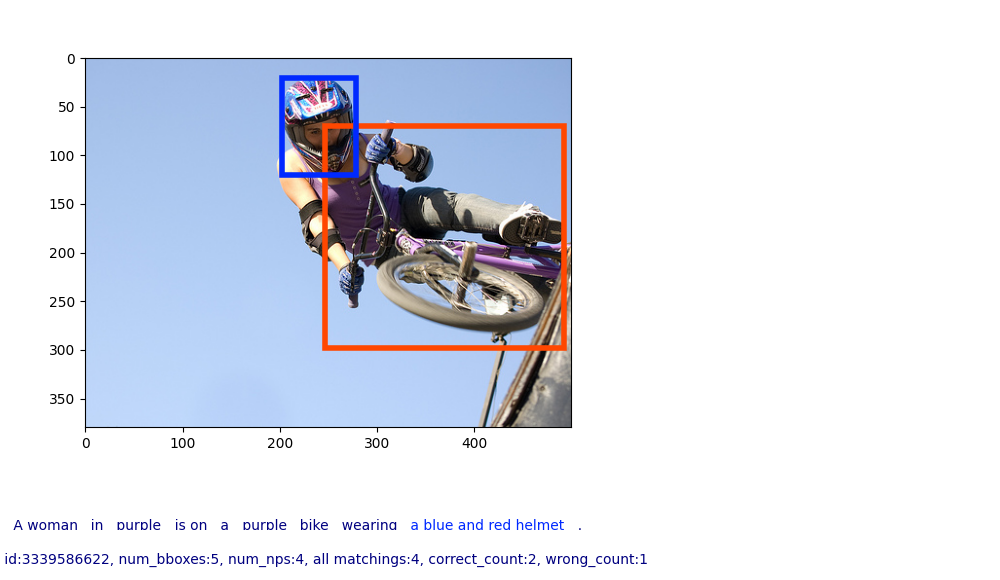 0
50
100
150
200
250
300
350
0 100 200 300 400
A woman in purple is on a purple bike wearing a blue and red helmet .
id:3339586622, num_bboxes:5, num_nps:4, all matchings:4, correct_count:2, wrong_count:1